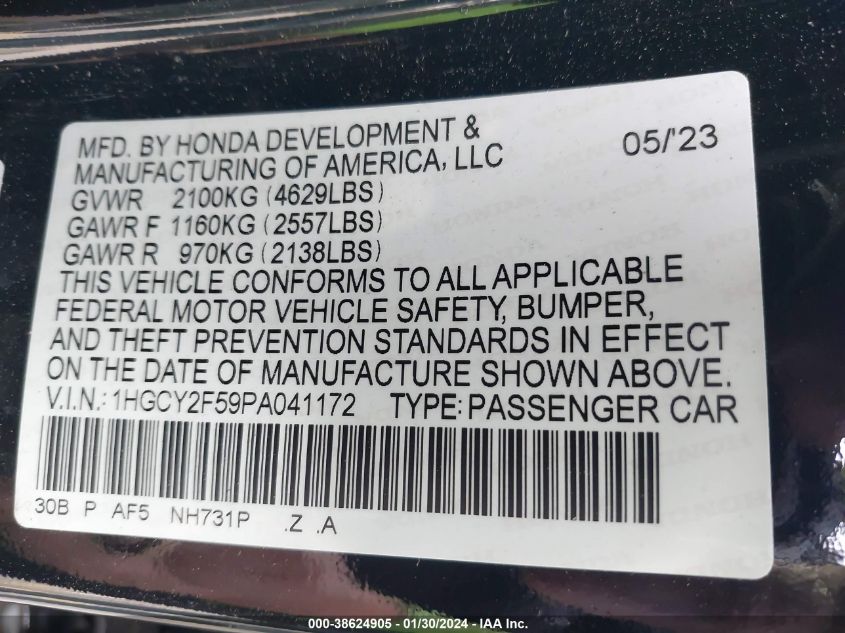 MFD. BY HONDA DEVELOPMENT &
MANUFACTURING OF AMERICA, LLC
05/'23
GVWR 2100KG (4629LBS)
GAWR F 1160KG (2557LBS)
GAWR R 970KG (2138LBS)
THIS VEHICLE CONFORMS TO ALL APPLICABLE
FEDERAL MOTOR VEHICLE SAFETY, BUMPER,
AND THEFT PREVENTION STANDARDS IN EFFECT
ON THE DATE OF MANUFACTURE SHOWN ABOVE.
V.I.N.: 1HGCY2F59PA041172 TYPE: PASSENGER CAR
30B P AF5 NH731P .Z .A
000-38624905 - 01/30/2024 - IAA Inc.